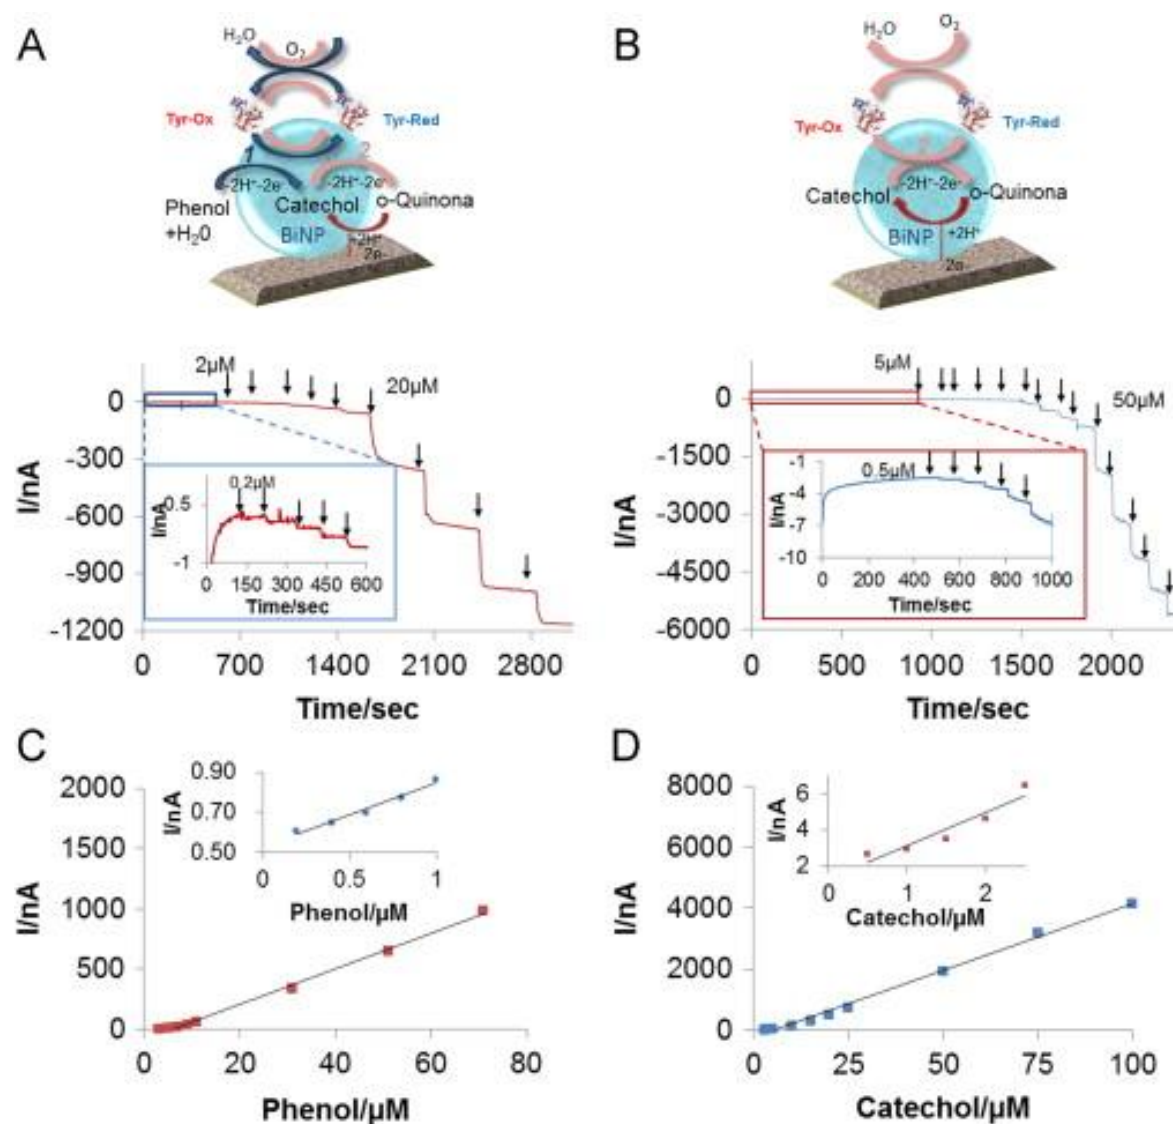 A
H2O
O2
Tyr-Ox
Tyr-Red
1
2
-2H+-2e-
-2H+-2e-
Phenol
+H20
Catechol
o-Quinona
BiNP
+2H+
2e-
I/nA
0
-300
-600
-900
-1200
2µM
20µM
I/nA
0.5
-1
0,2µM
0 150 300 450 600
Time/sec
0 700 1400 2100 2800
Time/sec
B
H2O
O2
Tyr-Ox
Tyr-Red
2
-2H+-2e-
Catechol
o-Quinona
BiNP
+2H+
2e-
I/nA
0
-1500
-3000
-4500
-6000
5µM
50µM
I/nA
-1
-4
-7
-10
0.5µM
0 200 400 600 800 1000
Time/sec
0 500 1000 1500 2000
Time/sec
C
I/nA
2000
1500
1000
500
0
I/nA
0.90
0.70
0.50
0 0.5 1
Phenol/µM
0 20 40 60 80
Phenol/µM
D
I/nA
8000
6000
4000
2000
0
I/nA
6
4
2
0 1 2
Catechol/µM
0 25 50 75 100
Catechol/µM